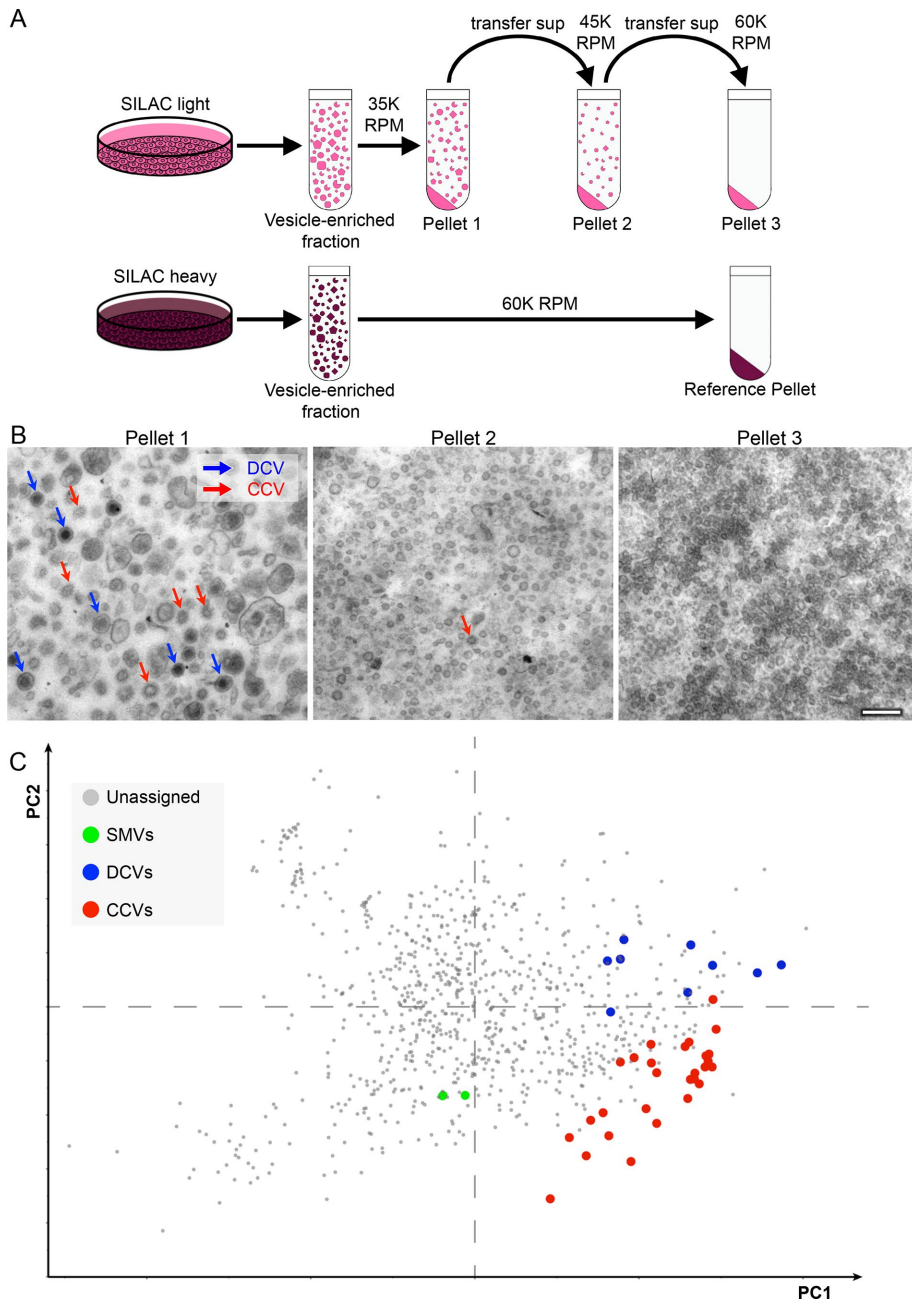 A
transfer sup
45K
RPM
transfer sup
60K
RPM
SILAC light
35K
RPM
Vesicle-enriched
fraction
Pellet 1
Pellet 2
Pellet 3
SILAC heavy
60K RPM
Vesicle-enriched
fraction
Reference Pellet
B
Pellet 1
Pellet 2
Pellet 3
DCV
CCV
C
PC2
Unassigned
SMVs
DCVs
CCVs
PC1